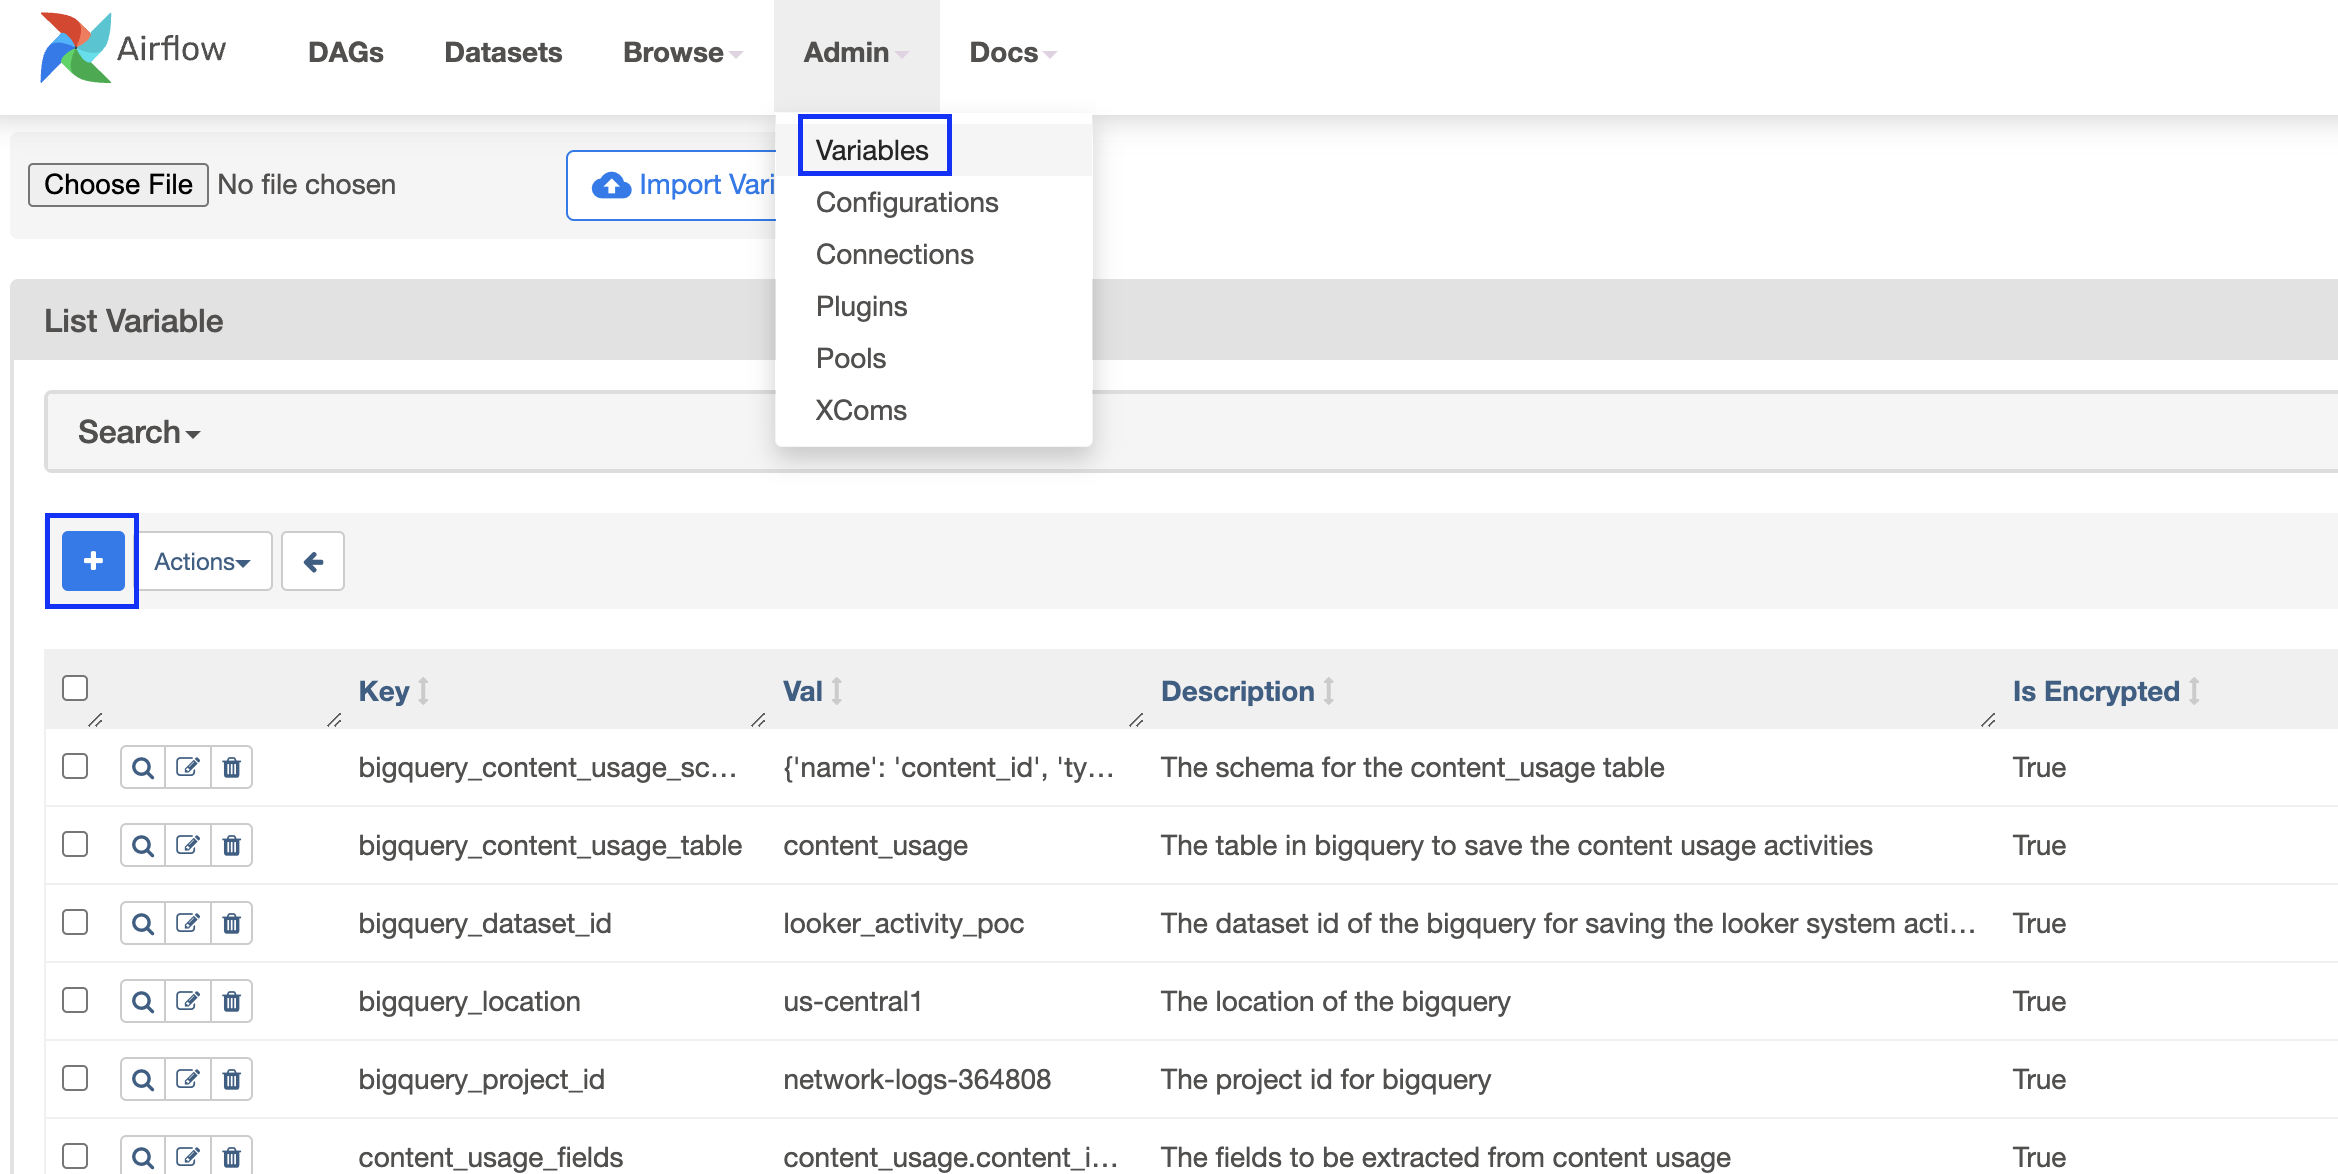 Airflow DAGs Datasets Browse Admin Docs
Choose File No file chosen Import Vari
Variables
Configurations
Connections
Plugins
Pools
XComs
List Variable
Search
+ Actions
Key Val Description Is Encrypted
bigquery_content_usage_sc... {'name': 'content_id', 'ty... The schema for the content_usage table True
bigquery_content_usage_table content_usage The table in bigquery to save the content usage activities True
bigquery_dataset_id looker_activity_poc The dataset id of the bigquery for saving the looker system acti... True
bigquery_location us-central1 The location of the bigquery True
bigquery_project_id network-logs-364808 The project id for bigquery True
content_usage_fields content_usage.content_i... The fields to be extracted from content usage True